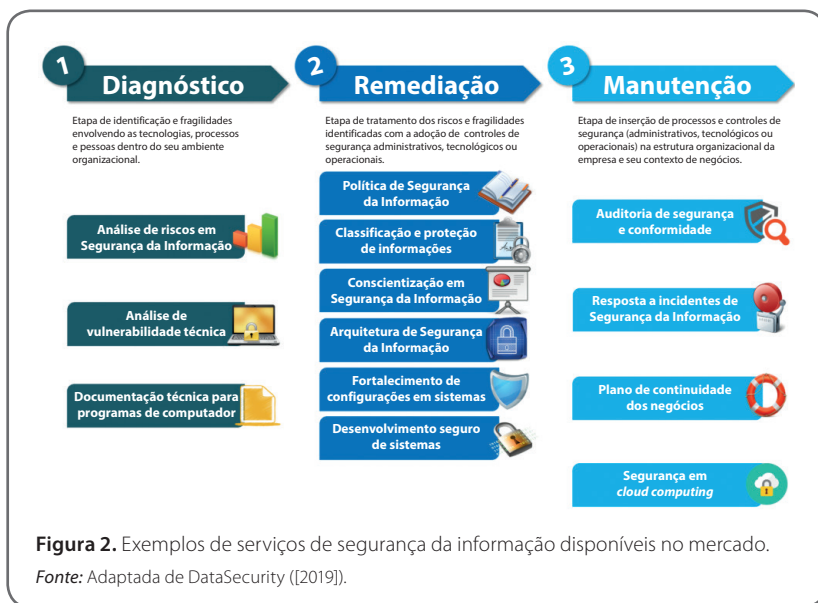 1 Diagnóstico
Etapa de identificação e fragilidades
envolvendo as tecnologias, processos
e pessoas dentro do seu ambiente
organizacional.
Análise de riscos em
Segurança da Informação
Análise de
vulnerabilidade técnica
Documentação técnica para
programas de computador
2 Remediação
Etapa de tratamento dos riscos e fragilidades
identificadas com a adoção de controles de
segurança administrativos, tecnológicos ou
operacionais.
Política de Segurança
da Informação
Classificação e proteção
de informações
Conscientização em
Segurança da Informação
Arquitetura de Segurança
da Informação
Fortalecimento de
configurações em sistemas
Desenvolvimento seguro
de sistemas
3 Manutenção
Etapa de inserção de processos e controles de
segurança (administrativos, tecnológicos ou
operacionais) na estrutura organizacional da
empresa e seu contexto de negócios.
Auditoria de segurança
e conformidade
Resposta a incidentes de
Segurança da Informação
Plano de continuidade
dos negócios
Segurança em
cloud computing
Figura 2. Exemplos de serviços de segurança da informação disponíveis no mercado.
Fonte: Adaptada de DataSecurity ([2019]).